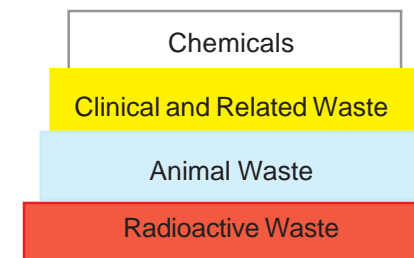 Chemicals
Clinical and Related Waste
Animal Waste
Radioactive Waste